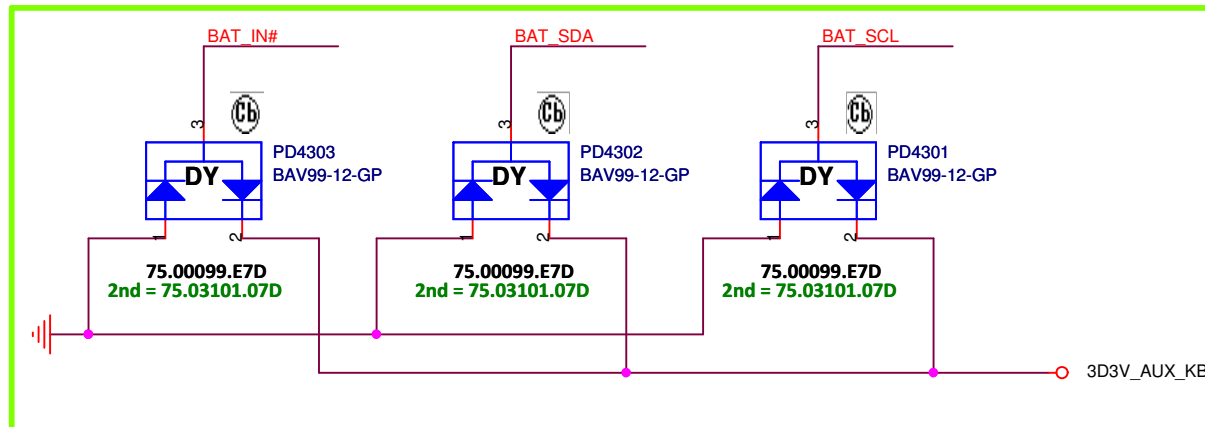 BAT_IN#
BAT_SDA
BAT_SCL
Cb
Cb
Cb
3
3
3
PD4303
PD4302
PD4301
BAV99-12-GP
BAV99-12-GP
BAV99-12-GP
DY
DY
DY
1
2
1
2
1
2
75.00099.E7D
75.00099.E7D
75.00099.E7D
2nd = 75.03101.07D
2nd = 75.03101.07D
2nd = 75.03101.07D
3D3V_AUX_KB